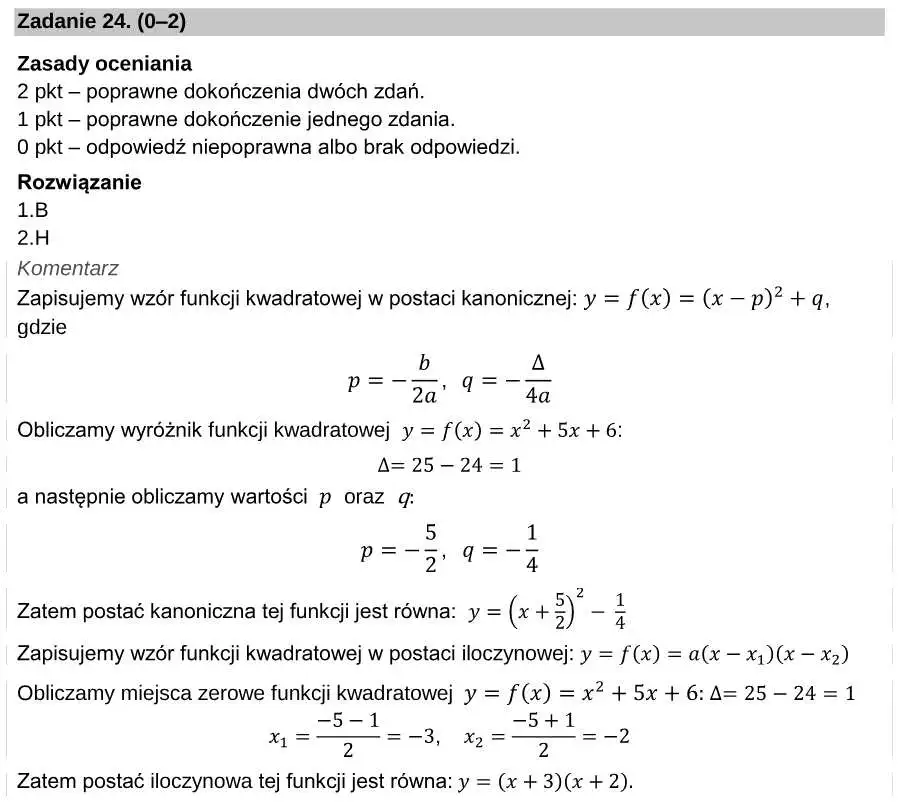 Zadanie 24. (0–2)
Zasady oceniania
2 pkt – poprawne dokończenia dwóch zdań.
1 pkt – poprawne dokończenie jednego zdania.
0 pkt – odpowiedź niepoprawna albo brak odpowiedzi.
Rozwiązanie
1.B
2.H
Komentarz
Zapisujemy wzór funkcji kwadratowej w postaci kanonicznej: y = f(x) = (x − p)² + q,
gdzie
p = −b/2a, q = −Δ/4a
Obliczamy wyróżnik funkcji kwadratowej y = f(x) = x² + 5x + 6:
Δ= 25 − 24 = 1
a następnie obliczamy wartości p oraz q:
p = −5/2, q = −1/4
Zatem postać kanoniczna tej funkcji jest równa: y = (x + 5/2)² − 1/4
Zapisujemy wzór funkcji kwadratowej w postaci iloczynowej: y = f(x) = a(x − x₁)(x − x₂)
Obliczamy miejsca zerowe funkcji kwadratowej y = f(x) = x² + 5x + 6: Δ= 25 − 24 = 1
x₁ = (−5 − 1)/2 = −3, x₂ = (−5 + 1)/2 = −2
Zatem postać iloczynowa tej funkcji jest równa: y = (x + 3)(x + 2).